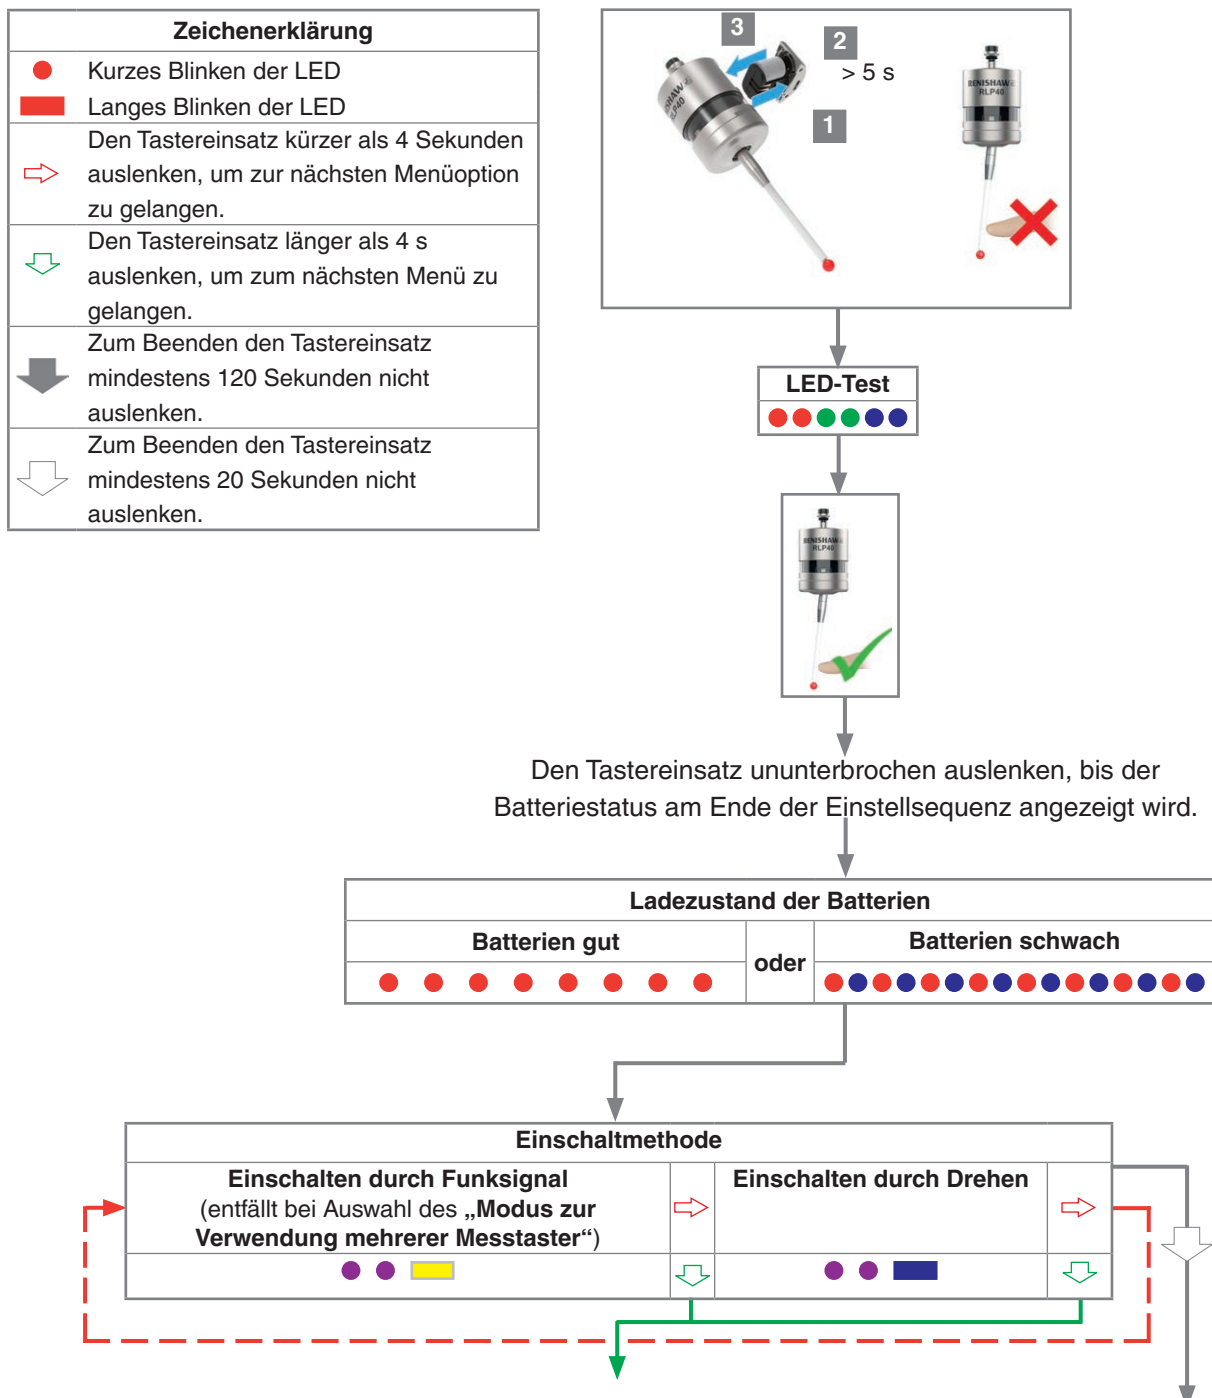 Zeichenerklärung
Kurzes Blinken der LED
Langes Blinken der LED
Den Tastereinsatz kürzer als 4 Sekunden
auslenken, um zur nächsten Menüoption
zu gelangen.
Den Tastereinsatz länger als 4 s
auslenken, um zum nächsten Menü zu
gelangen.
Zum Beenden den Tastereinsatz
mindestens 120 Sekunden nicht
auslenken.
Zum Beenden den Tastereinsatz
mindestens 20 Sekunden nicht
auslenken.
3
2
> 5 s
1
RENISHAW
RLP40
RENISHAW
RLP40
LED-Test
RENISHAW
RLP40
Den Tastereinsatz ununterbrochen auslenken, bis der
Batteriestatus am Ende der Einstellsequenz angezeigt wird.
Ladezustand der Batterien
Batterien gut
oder
Batterien schwach
Einschaltmethode
Einschalten durch Funksignal
(entfällt bei Auswahl des „Modus zur
Verwendung mehrerer Messtaster“)
Einschalten durch Drehen